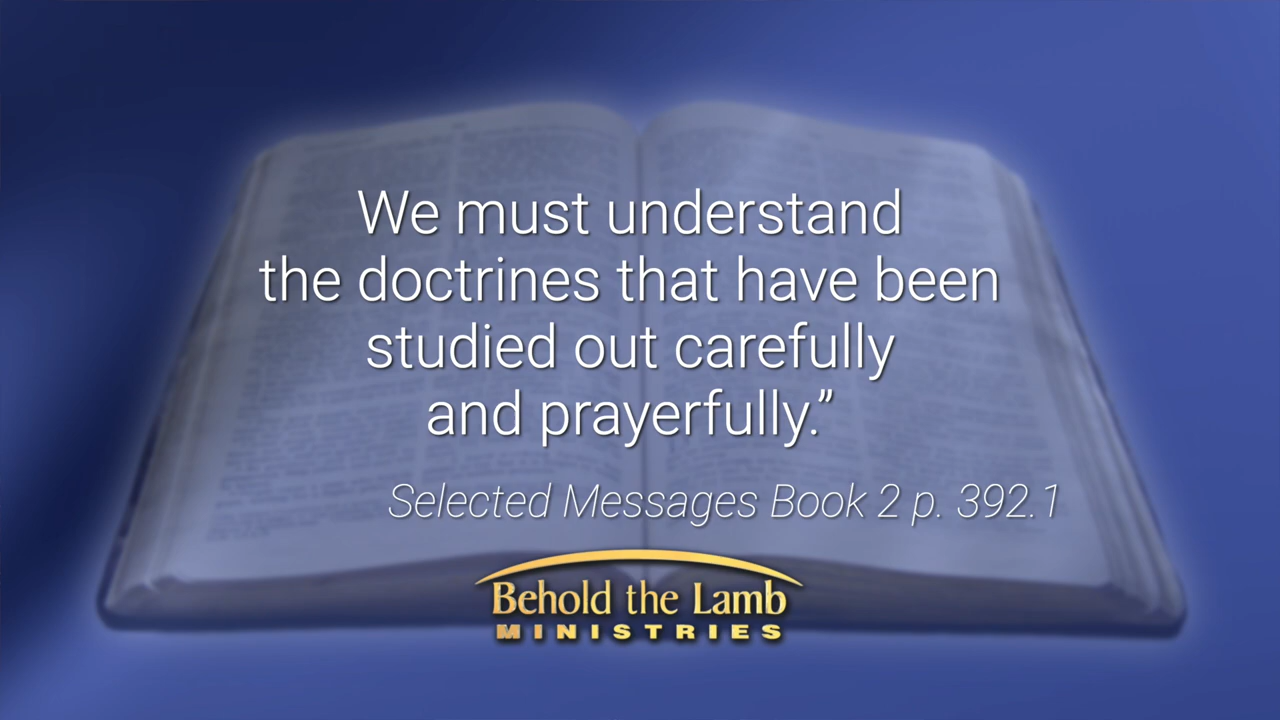 We must understand
the doctrines that have been
studied out carefully
and prayerfully.”
Selected Messages Book 2 p. 392.1
Behold the Lamb
MINISTRIES